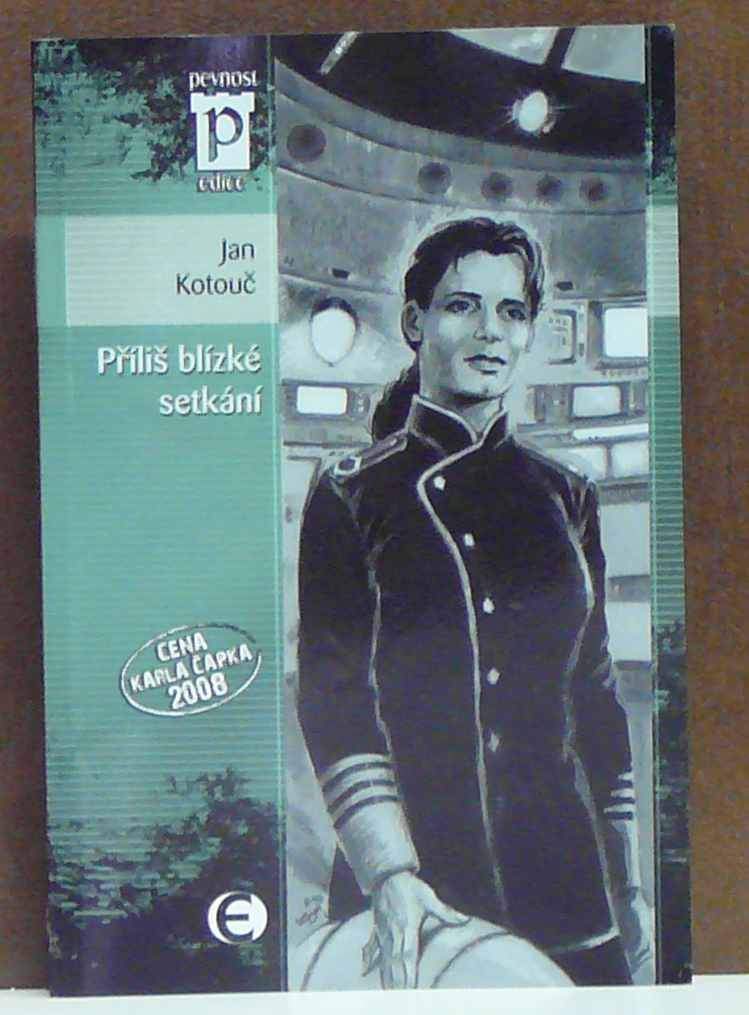 pevnost
p
edice
Jan
Kotouč
Příliš blízké
setkání
CENA
KARLA ČAPKA
2008
E